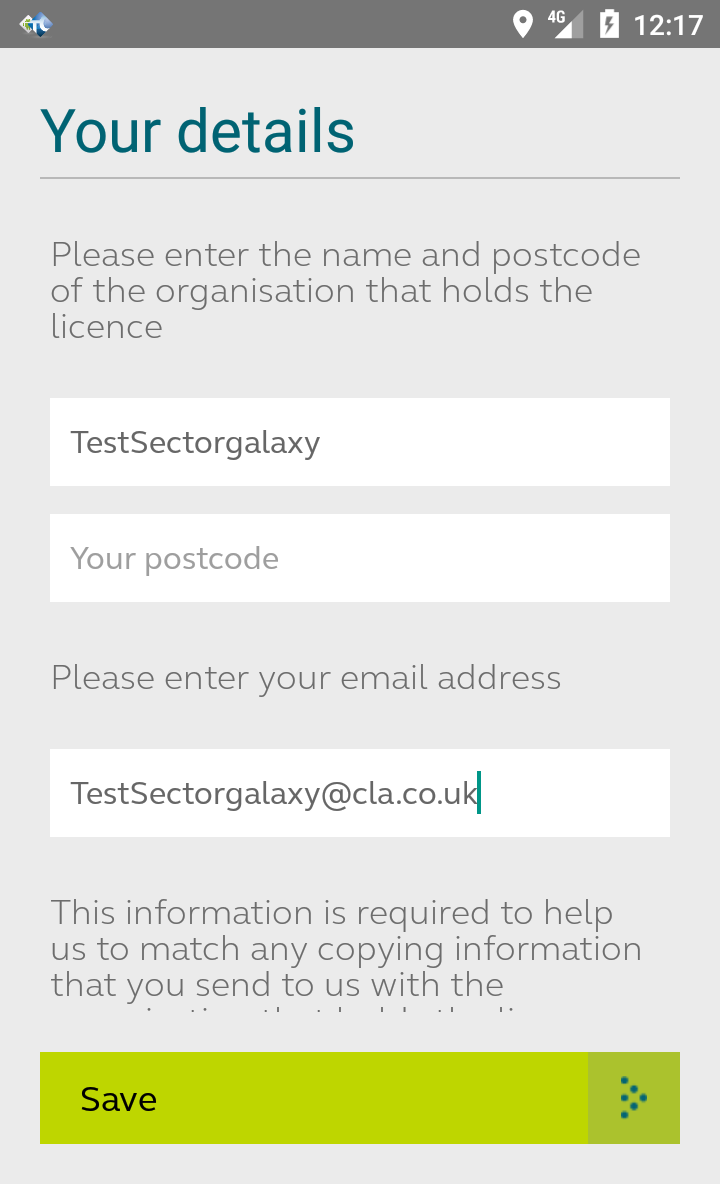 4G 12:17
Your details
Please enter the name and postcode
of the organisation that holds the
licence
TestSectorgalaxy
Your postcode
Please enter your email address
TestSectorgalaxy@cla.co.uk
This information is required to help
us to match any copying information
that you send to us with the
Save